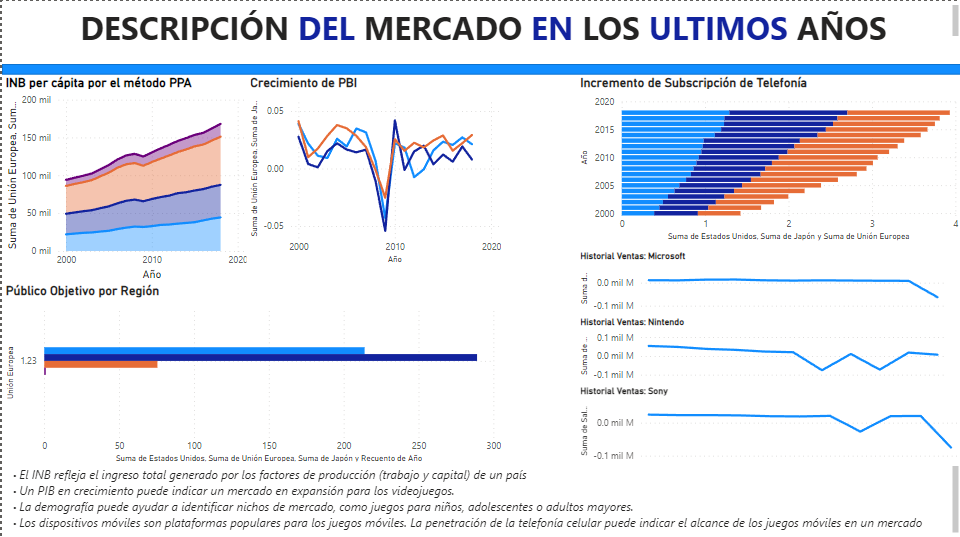 DESCRIPCIÓN DEL MERCADO EN LOS ULTIMOS AÑOS
INB per cápita por el método PPA
Suma de Unión Europea, Sum...
200 mil
150 mil
100 mil
50 mil
0 mil
2000
2010
2020
Año
Crecimiento de PBI
Suma de Unión Europea, Suma de Ja...
0.05
0.00
-0.05
2000
2010
2020
Año
Incremento de Subscripción de Telefonía
Año
2020
2015
2010
2005
2000
0
1
2
3
4
Suma de Estados Unidos, Suma de Japón y Suma de Unión Europea
Público Objetivo por Región
Unión Europea
1.23
0
50
100
150
200
250
300
Suma de Estados Unidos, Suma de Unión Europea, Suma de Japón y Recuento de Año
Historial Ventas: Microsoft
Suma d...
0.0 mil M
-0.1 mil M
Historial Ventas: Nintendo
Suma de ...
0.1 mil M
0.0 mil M
-0.1 mil M
Historial Ventas: Sony
Suma de Sal...
0.0 mil M
-0.1 mil M
• El INB refleja el ingreso total generado por los factores de producción (trabajo y capital) de un país
• Un PIB en crecimiento puede indicar un mercado en expansión para los videojuegos.
• La demografía puede ayudar a identificar nichos de mercado, como juegos para niños, adolescentes o adultos mayores.
• Los dispositivos móviles son plataformas populares para los juegos móviles. La penetración de la telefonía celular puede indicar el alcance de los juegos móviles en un mercado